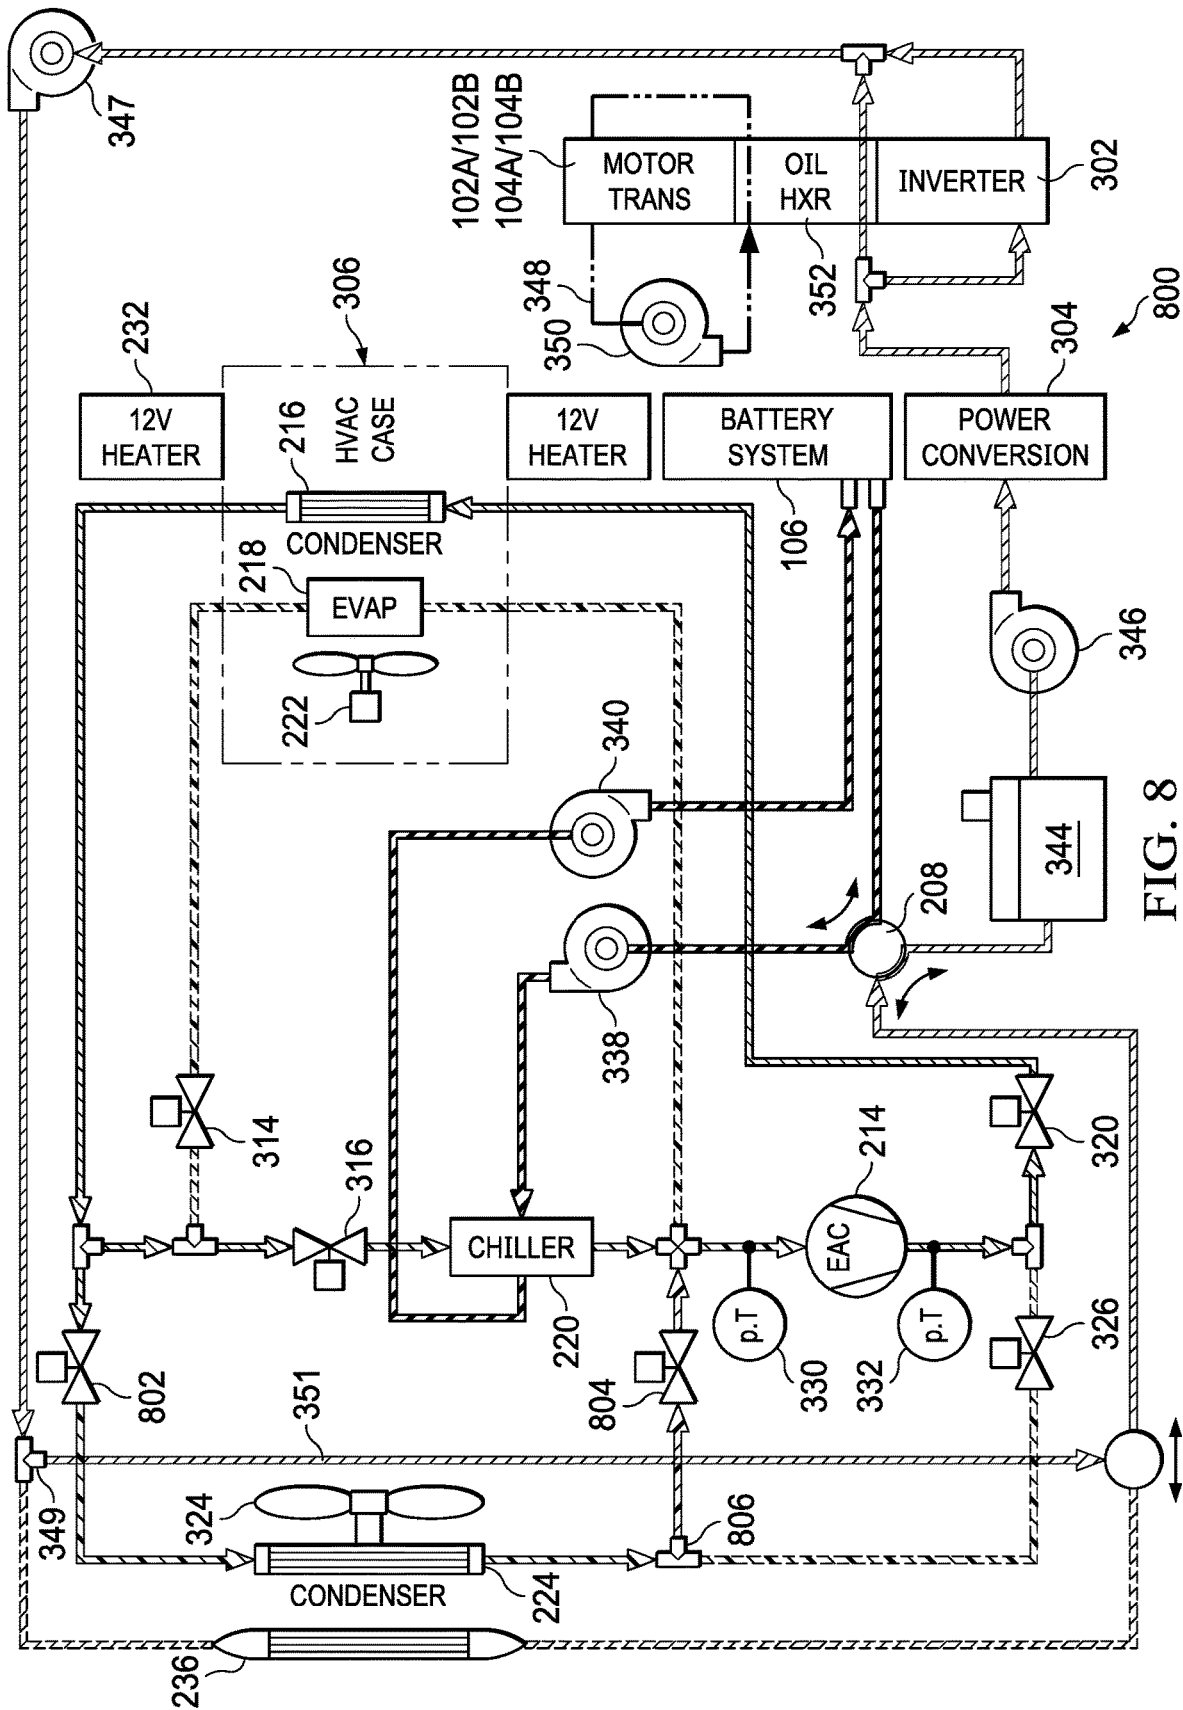 347
102A/102B
104A/104B
MOTOR
TRANS
OIL
HXR
INVERTER
302
352
348
350
800
306
232
12V
HEATER
216
HVAC
CASE
12V
HEATER
BATTERY
SYSTEM
POWER
CONVERSION
304
CONDENSER
106
218
EVAP
222
346
340
344
208
338
314
316
214
320
CHILLER
EAC
220
p.T
330
p.T
332
326
802
804
351
349
324
806
CONDENSER
224
236
FIG. 8